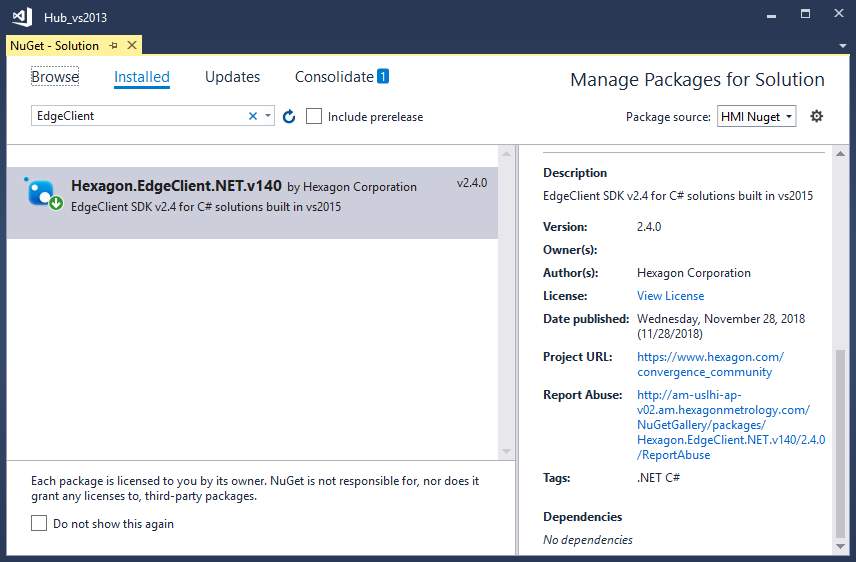 Hub_vs2013
NuGet - Solution
Browse Installed Updates Consolidate 1
Manage Packages for Solution
EdgeClient
Include prerelease
Package source: HMI Nuget
Hexagon.EdgeClient.NET.v140 by Hexagon Corporation v2.4.0
EdgeClient SDK v2.4 for C# solutions built in vs2015
Each package is licensed to you by its owner. NuGet is not responsible for, nor does it
grant any licenses to, third-party packages.
Do not show this again
Description
EdgeClient SDK v2.4 for C# solutions built in vs2015
Version: 2.4.0
Owner(s):
Author(s): Hexagon Corporation
License: View License
Date published: Wednesday, November 28, 2018
(11/28/2018)
Project URL: https://www.hexagon.com/
convergence_community
Report Abuse: http://am-uslhi-ap-
v02.am.hexagonmetrology.com/
NuGetGallery/packages/
Hexagon.EdgeClient.NET.v140/2.4.0
/ReportAbuse
Tags: .NET C#
Dependencies
No dependencies